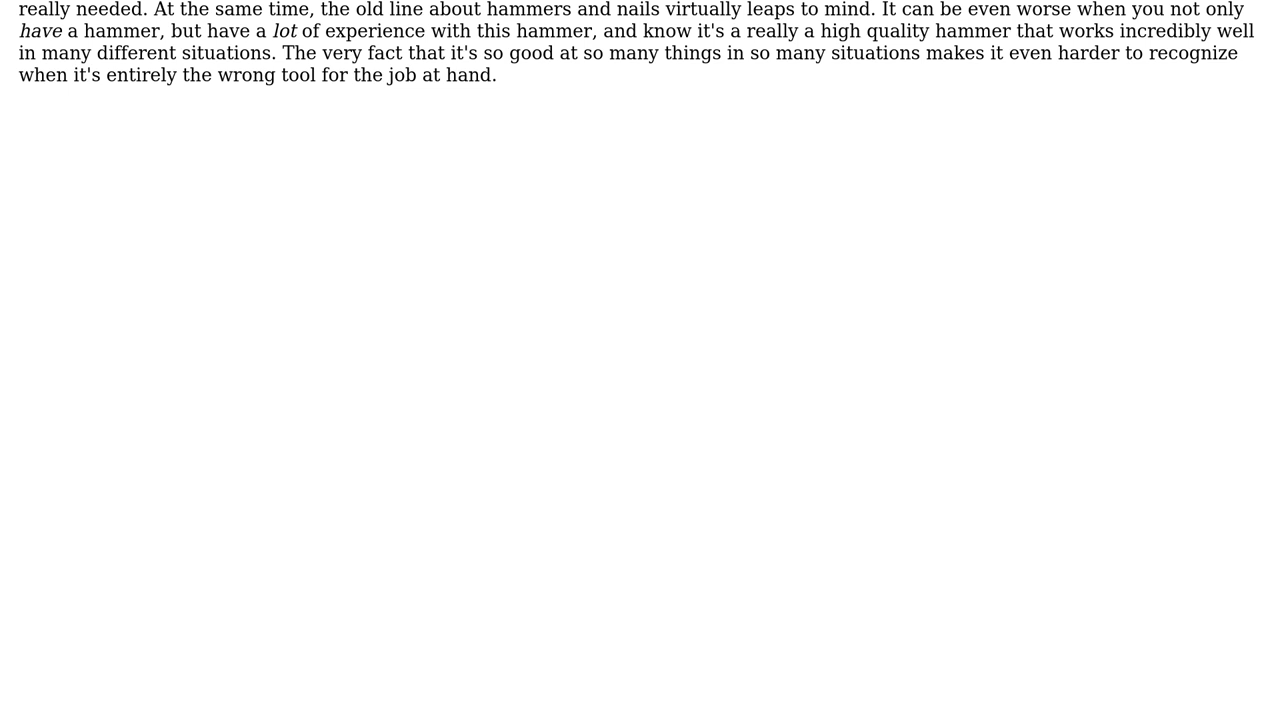 really needed. At the same time, the old line about hammers and nails virtually leaps to mind. It can be even worse when you not only
have a hammer, but have a lot of experience with this hammer, and know it's a really a high quality hammer that works incredibly well
in many different situations. The very fact that it's so good at so many things in so many situations makes it even harder to recognize
when it's entirely the wrong tool for the job at hand.